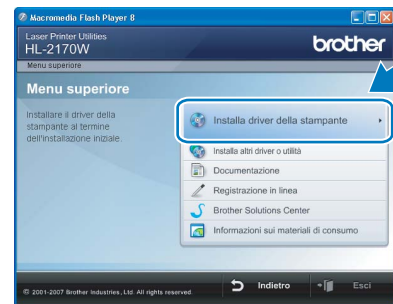 Macromedia Flash Player 8
Laser Printer Utilities
HL-2170W
brother
Menu superiore
Menu superiore
Installare il driver della
stampante al termine
dell'installazione iniziale.
Installa driver della stampante
Installa altri driver o utilità
Documentazione
Registrazione in linea
Brother Solutions Center
Informazioni sui materiali di consumo
© 2001-2007 Brother Industries, Ltd. All rights reserved.
Indietro
Esci